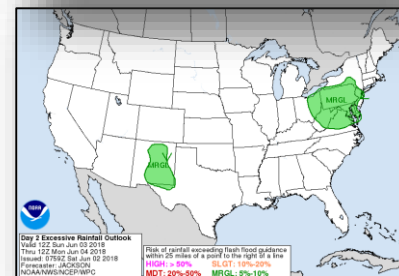 MRGL
MRGL
NOAA
Day 2 Excessive Rainfall Outlook
Valid 12Z Sun Jun 03 2018
Thru 12Z Mon Jun 04 2018
Issued: 0759Z Sat Jun 02 2018
Forecaster: JACKSON
NOAA/NWS/NCEP/WPC
Risk of rainfall exceeding flash flood guidance
within 25 miles of a point to the right of a line
HIGH: > 50% SLGT: 10%-20%
MDT: 20%-50% MRGL: 5%-10%